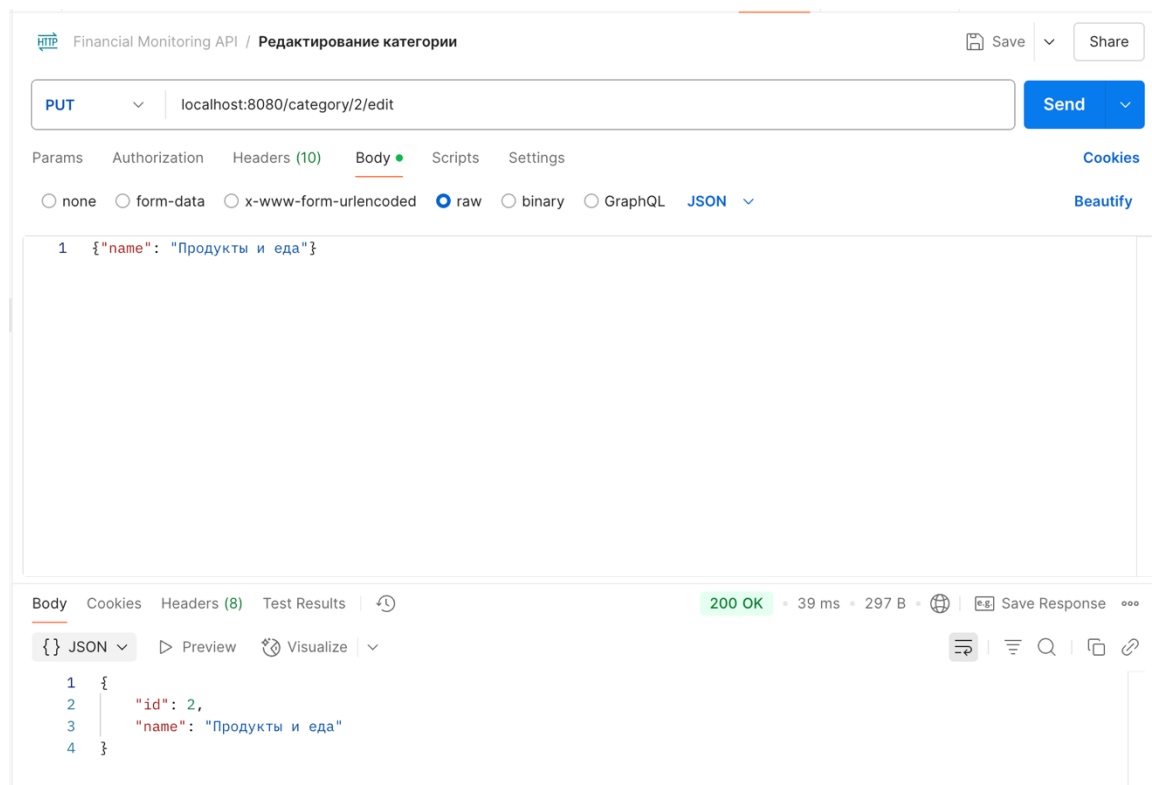 HTTP Financial Monitoring API / Редактирование категории Save Share
PUT localhost:8080/category/2/edit Send
Params Authorization Headers (10) Body Scripts Settings Cookies
none form-data x-www-form-urlencoded raw binary GraphQL JSON Beautify
1 {"name": "Продукты и еда"}
Body Cookies Headers (8) Test Results 200 OK 39 ms 297 B e.g. Save Response
{} JSON Preview Visualize
1 {
2 "id": 2,
3 "name": "Продукты и еда"
4 }